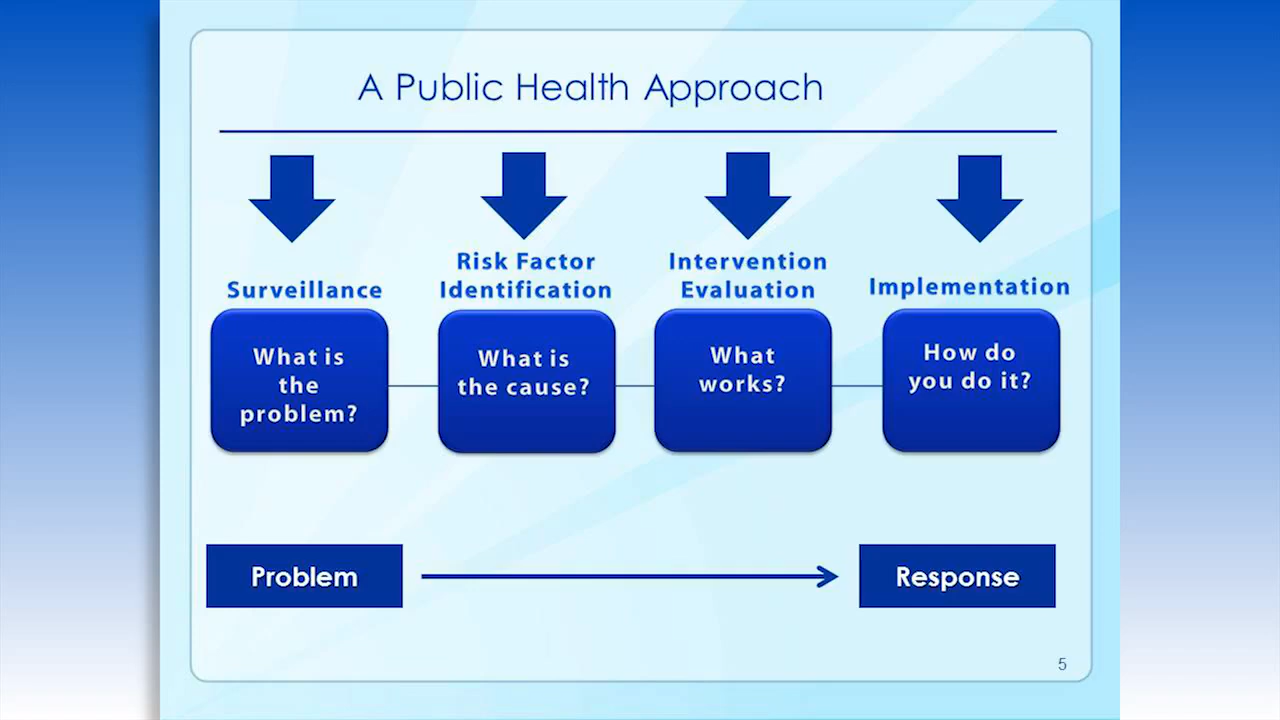 A Public Health Approach
Surveillance
What is
the
problem?
Risk Factor
Identification
What is
the cause?
Intervention
Evaluation
What
works?
Implementation
How do
you do it?
Problem
Response
5